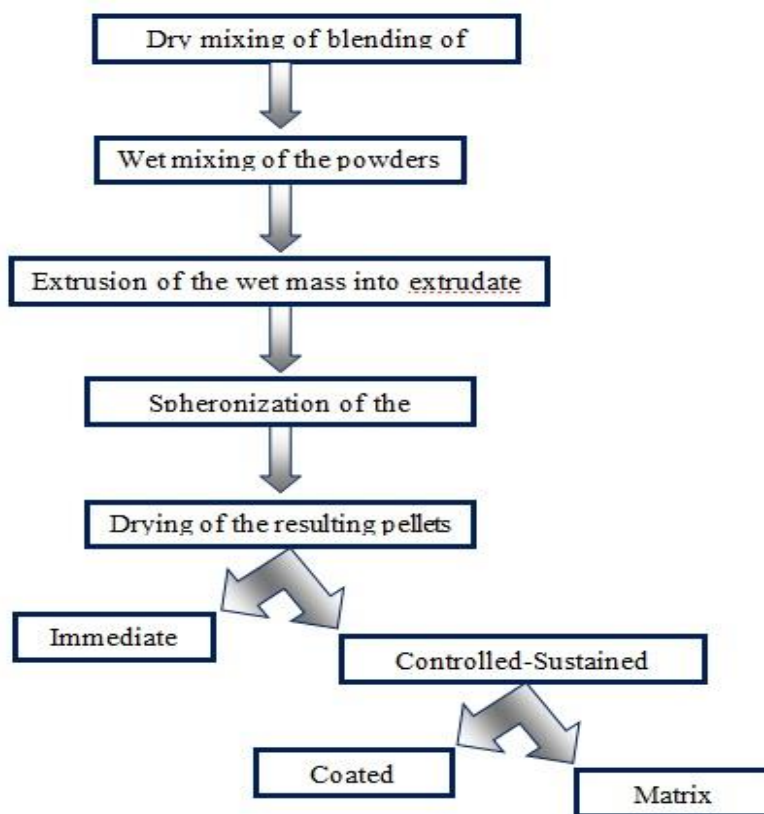 Dry mixing of blending of
Wet mixing of the powders
Extrusion of the wet mass into extrudate
Spheronization of the
Drying of the resulting pellets
Immediate
Controlled-Sustained
Coated
Matrix